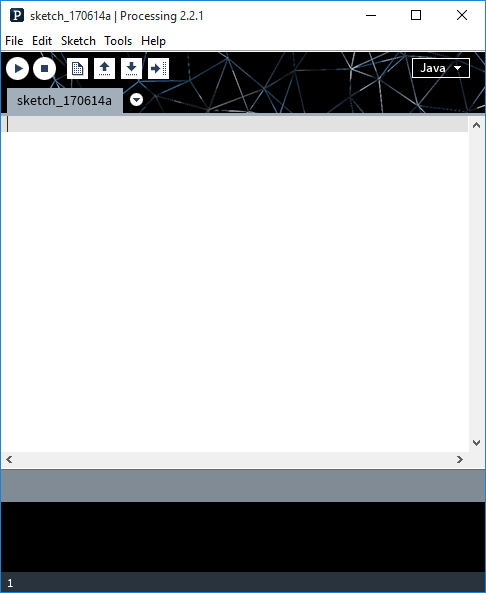 P sketch_170614a | Processing 2.2.1
File Edit Sketch Tools Help
Java
sketch_170614a
1